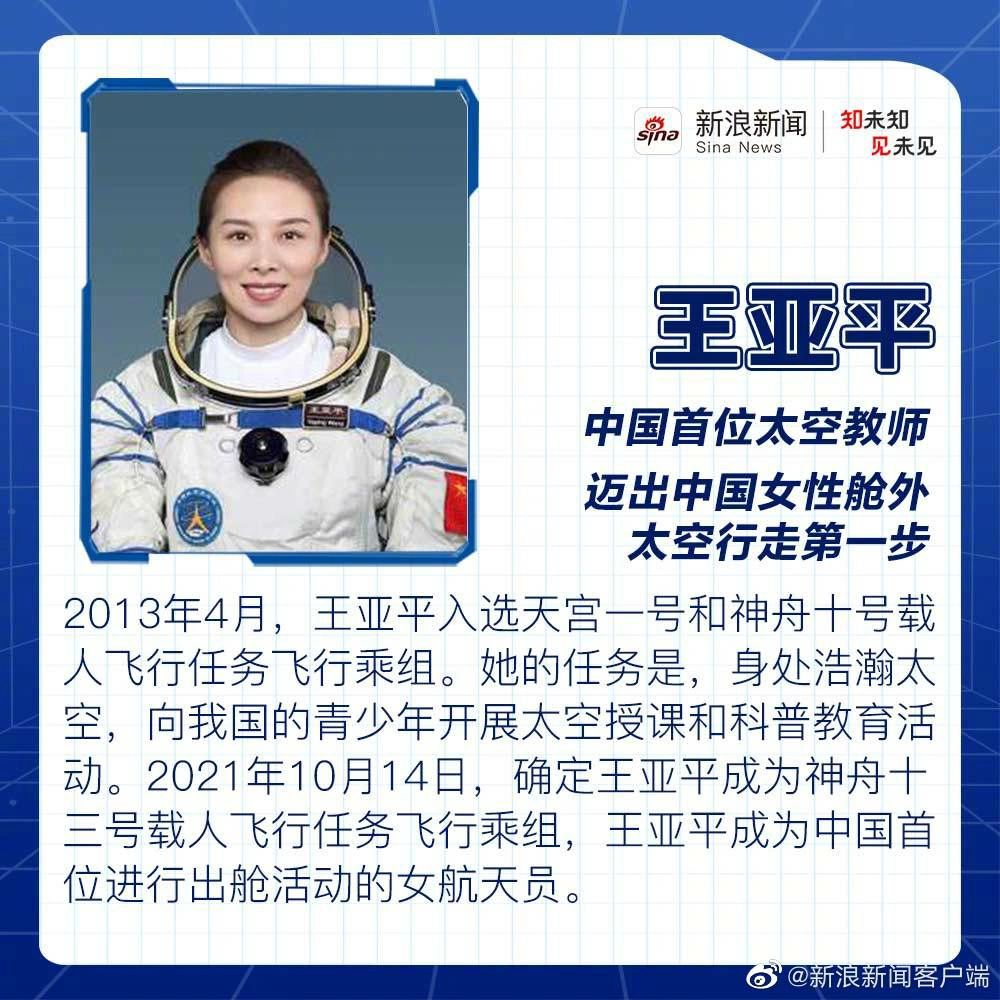 sina
新浪新闻
Sina News
知未知
见未见
王亚平
中国首位太空教师
迈出中国女性舱外
太空行走第一步
王亚平
Yaping Wang
2013年4月，王亚平入选天宫一号和神舟十号载
人飞行任务飞行乘组。她的任务是，身处浩瀚太
空，向我国的青少年开展太空授课和科普教育活
动。2021年10月14日，确定王亚平成为神舟十
三号载人飞行任务飞行乘组，王亚平成为中国首
位进行出舱活动的女航天员。
@新浪新闻客户端